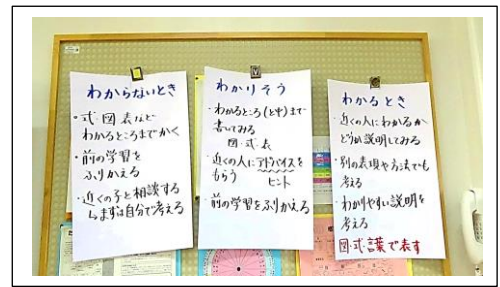 わからないとき
・式・図・表など
わかるところまでかく
・前の学習を
ふりかえる
・近くの子と相談する
↳まずは自分で考える
わかりそう
・わかるところ(とき)まで
書いてみる
図・式・表
・近くの人にアドバイスを
もらう ヒント
・前の学習をふりかえる
わかるとき
・近くの人にわかるか
どうか説明してみる
・別の表現や方法でも
考える
・わかりやすい説明を
考える
図・式・言葉で表す